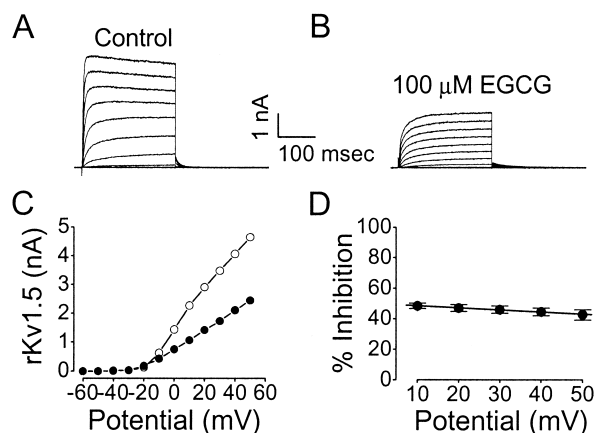 A
Control
B
100 μM EGCG
1 nA
100 msec
C
5
4
3
2
1
0
rKv1.5 (nA)
-60 -40 -20 0 20 40 60
Potential (mV)
D
100
80
60
40
20
0
% Inhibition
10 20 30 40 50
Potential (mV)